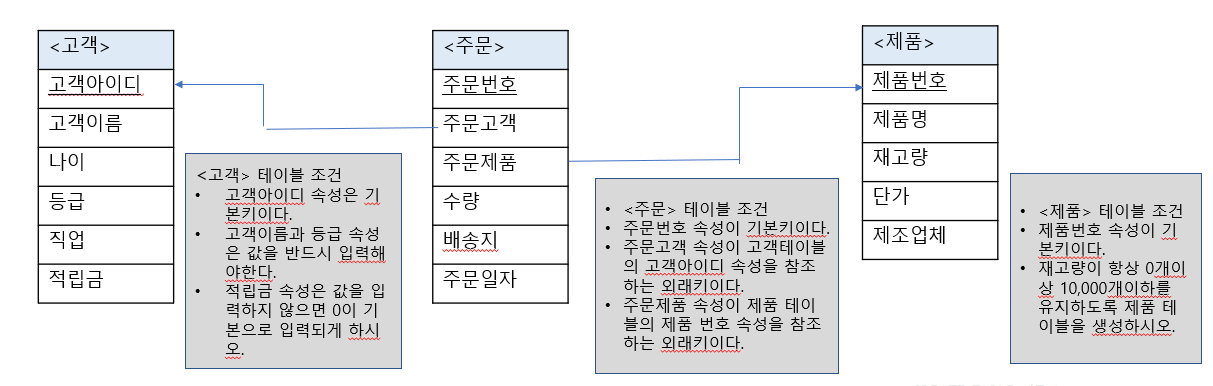 <고객>
고객아이디
고객이름
나이
등급
직업
적립금
<고객> 테이블 조건
• 고객아이디 속성은 기
본키이다.
• 고객이름과 등급 속성
은 값을 반드시 입력해
야한다.
• 적립금 속성은 값을 입
력하지 않으면 0이 기
본으로 입력되게 하시
오.
<주문>
주문번호
주문고객
주문제품
수량
배송지
주문일자
• <주문> 테이블 조건
• 주문번호 속성이 기본키이다.
• 주문고객 속성이 고객테이블
의 고객아이디 속성을 참조
하는 외래키이다.
• 주문제품 속성이 제품 테이
블의 제품 번호 속성을 참조
하는 외래키이다.
<제품>
제품번호
제품명
재고량
단가
제조업체
• <제품> 테이블 조건
• 제품번호 속성이 기
본키이다.
• 재고량이 항상 0개이
상 10,000개이하를
유지하도록 제품 테
이블을 생성하시오.